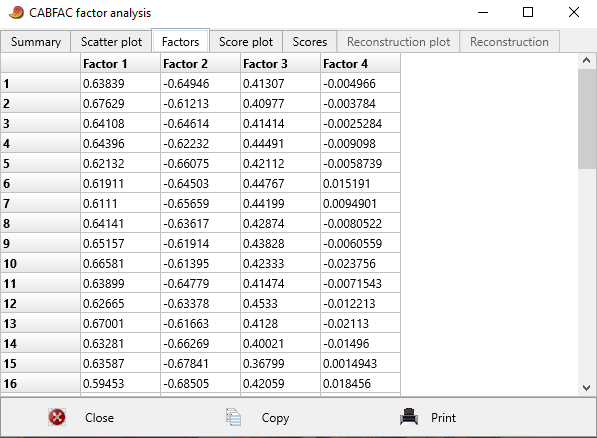 CABFAC factor analysis
Summary Scatter plot Factors Score plot Scores Reconstruction plot Reconstruction
Factor 1 Factor 2 Factor 3 Factor 4
1 0.63839 -0.64946 0.41307 -0.004966
2 0.67629 -0.61213 0.40977 -0.003784
3 0.64108 -0.64614 0.41414 -0.0025284
4 0.64396 -0.62232 0.44491 -0.009098
5 0.62132 -0.66075 0.42112 -0.0058739
6 0.61911 -0.64503 0.44767 0.015191
7 0.6111 -0.65659 0.44199 0.0094901
8 0.64141 -0.63617 0.42874 -0.0080522
9 0.65157 -0.61914 0.43828 -0.0060559
10 0.66581 -0.61395 0.42333 -0.023756
11 0.63899 -0.64779 0.41474 -0.0071543
12 0.62665 -0.63378 0.4533 -0.012213
13 0.67001 -0.61663 0.4128 -0.02113
14 0.63281 -0.66269 0.40021 -0.01496
15 0.63587 -0.67841 0.36799 0.0014943
16 0.59453 -0.68505 0.42059 0.018456
Close Copy Print